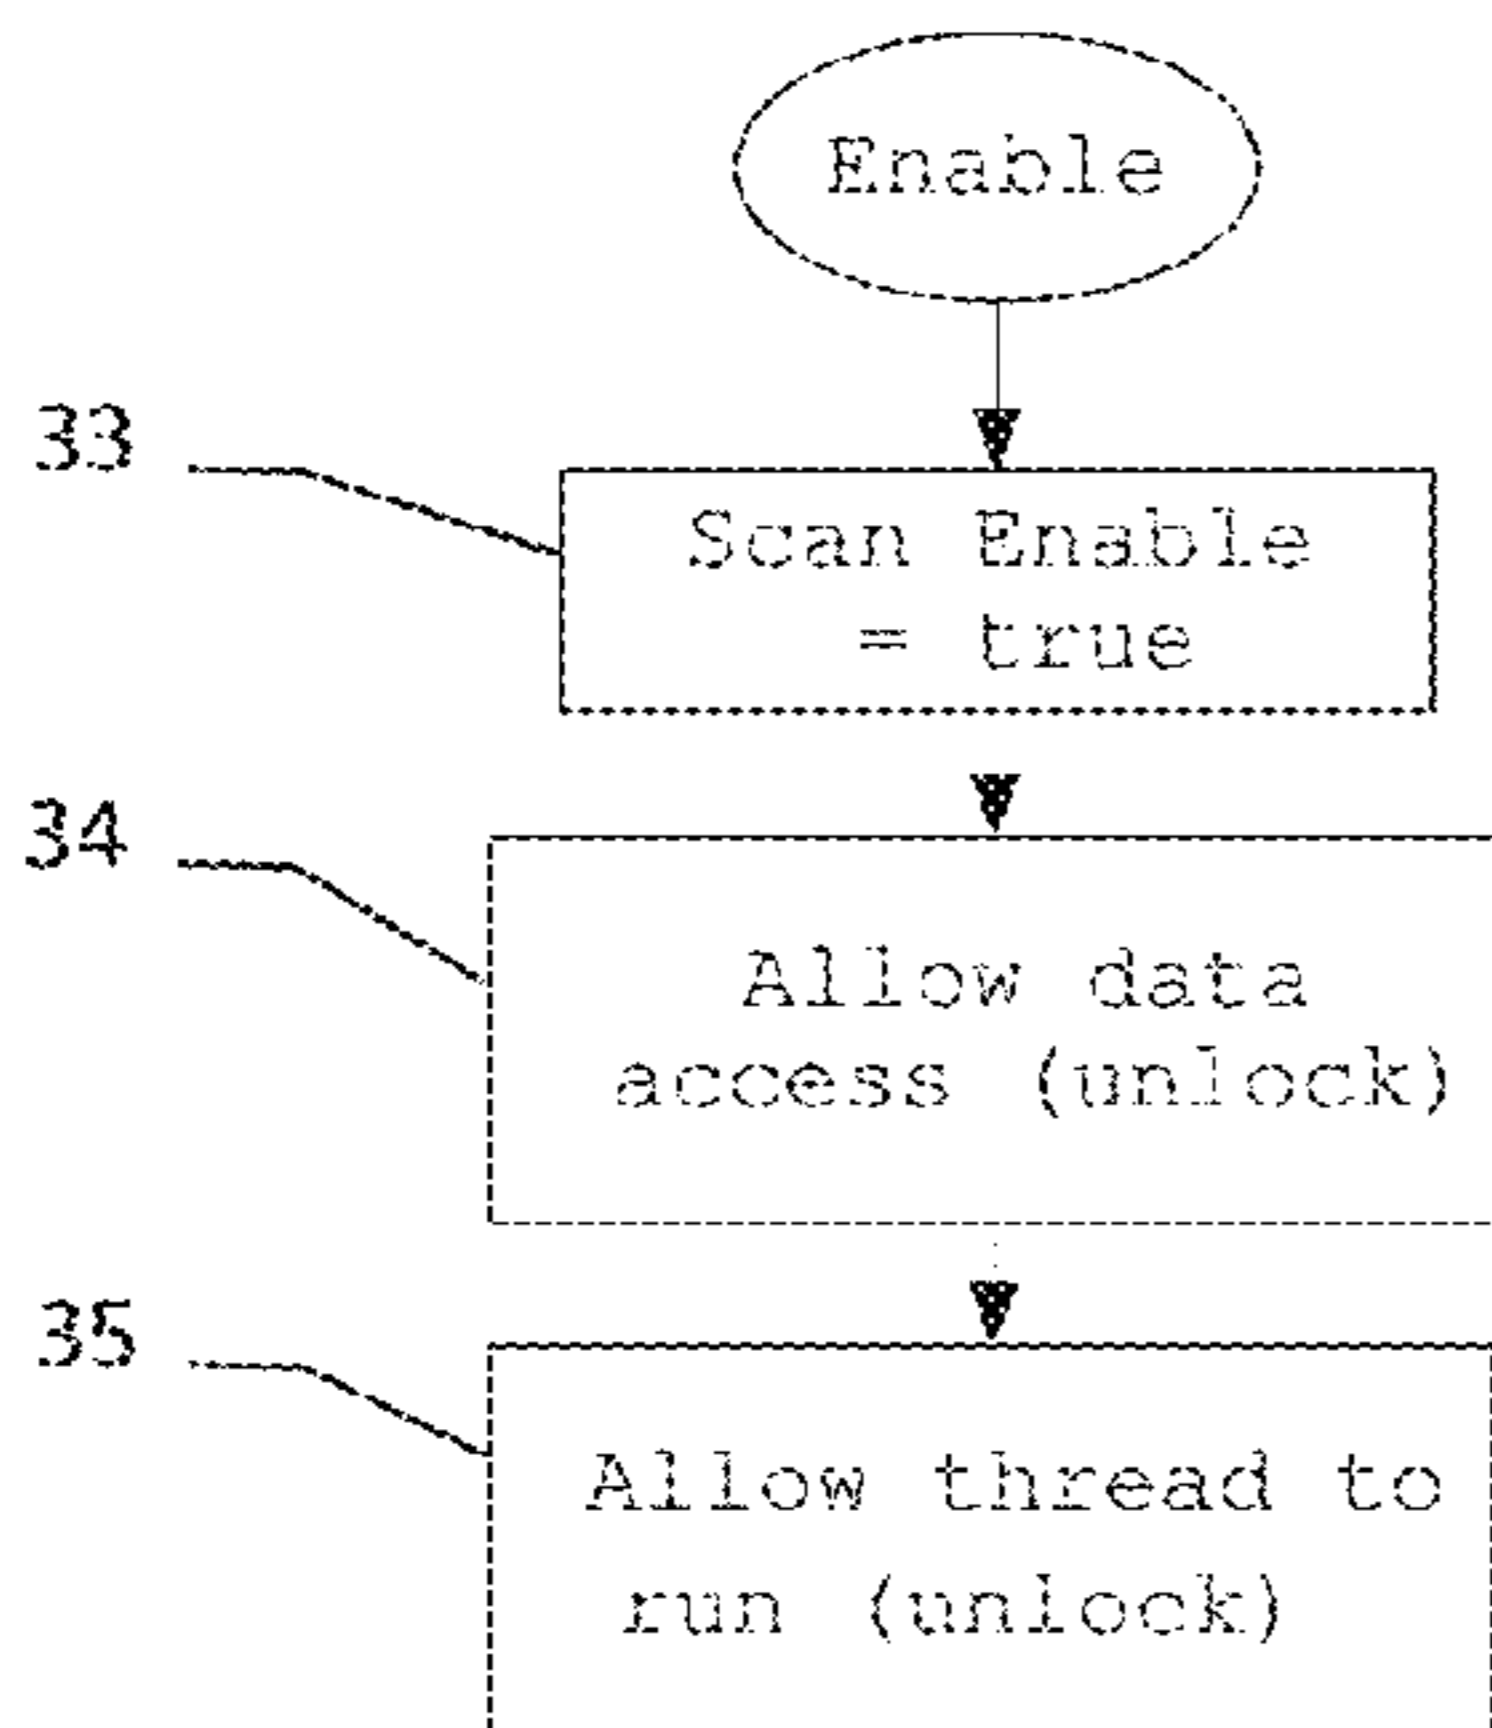 Enable
33
Scan Enable
= true
34
Allow data
access (unlock)
35
Allow thread to
run (unlock)